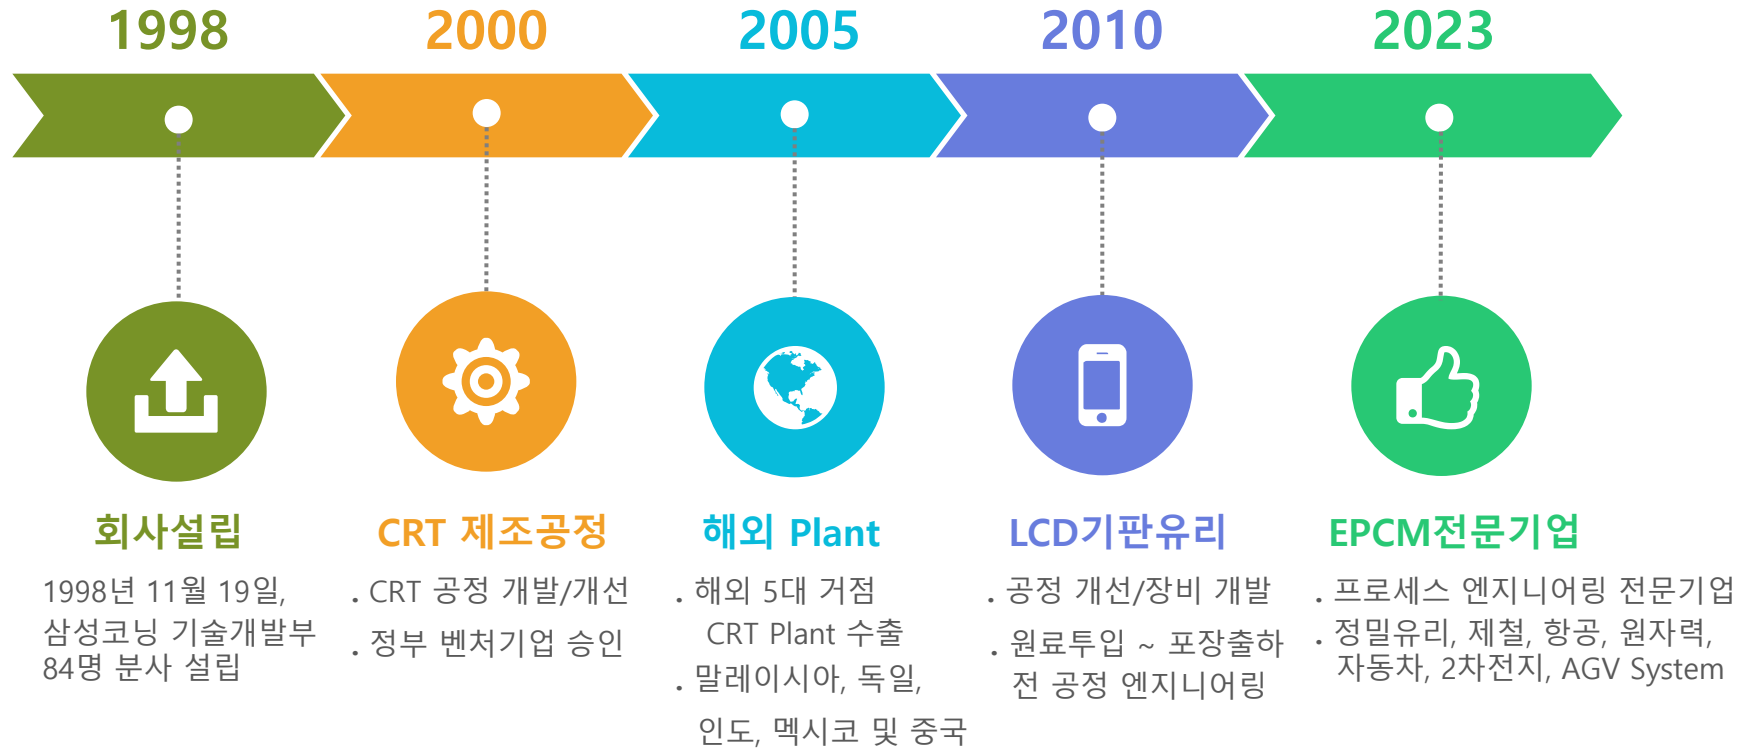 1998
2000
2005
2010
2023
회사설립
1998년 11월 19일,
삼성코닝 기술개발부
84명 분사 설립
CRT 제조공정
. CRT 공정 개발/개선
. 정부 벤처기업 승인
해외 Plant
. 해외 5대 거점
CRT Plant 수출
. 말레이시아, 독일,
인도, 멕시코 및 중국
LCD기판유리
. 공정 개선/장비 개발
. 원료투입 ~ 포장출하
전 공정 엔지니어링
EPCM전문기업
. 프로세스 엔지니어링 전문기업
. 정밀유리, 제철, 항공, 원자력,
자동차, 2차전지, AGV System